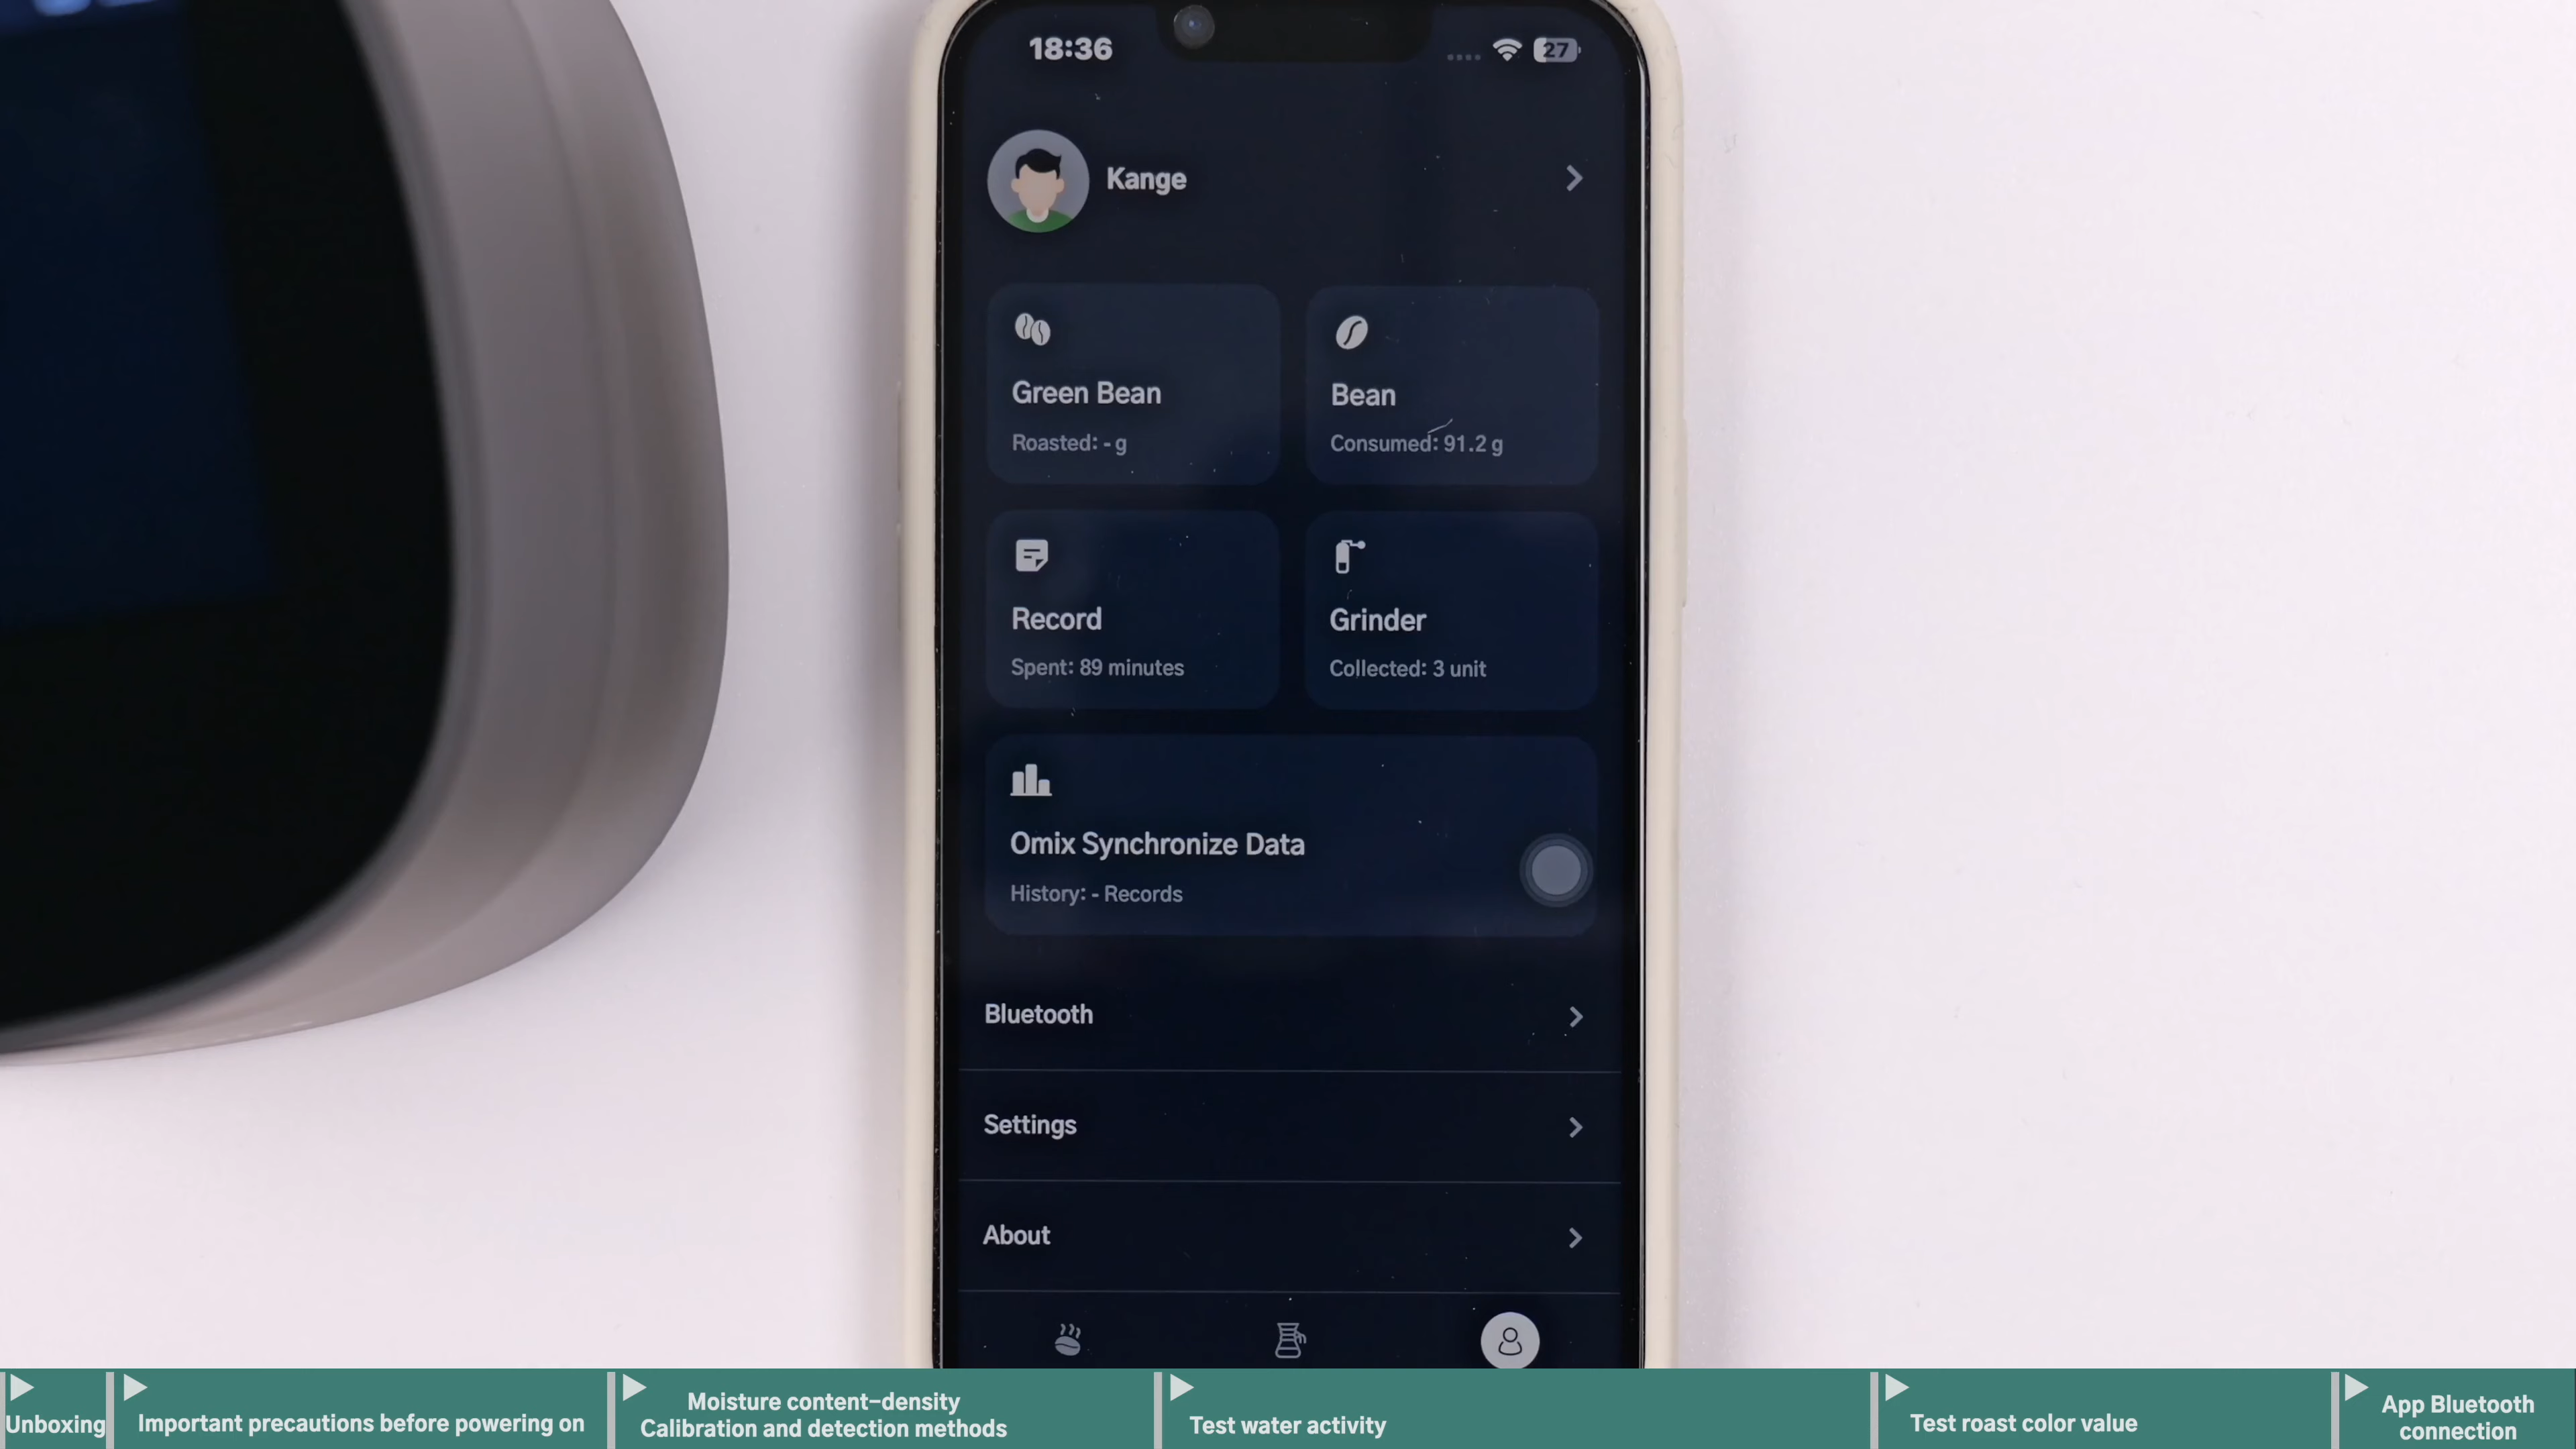 18:36
27
Kange
Green Bean
Roasted: - g
Bean
Consumed: 91.2 g
Record
Spent: 89 minutes
Grinder
Collected: 3 unit
Omix Synchronize Data
History: - Records
Bluetooth
Settings
About
Unboxing
Important precautions before powering on
Moisture content-density
Calibration and detection methods
Test water activity
Test roast color value
App Bluetooth
connection